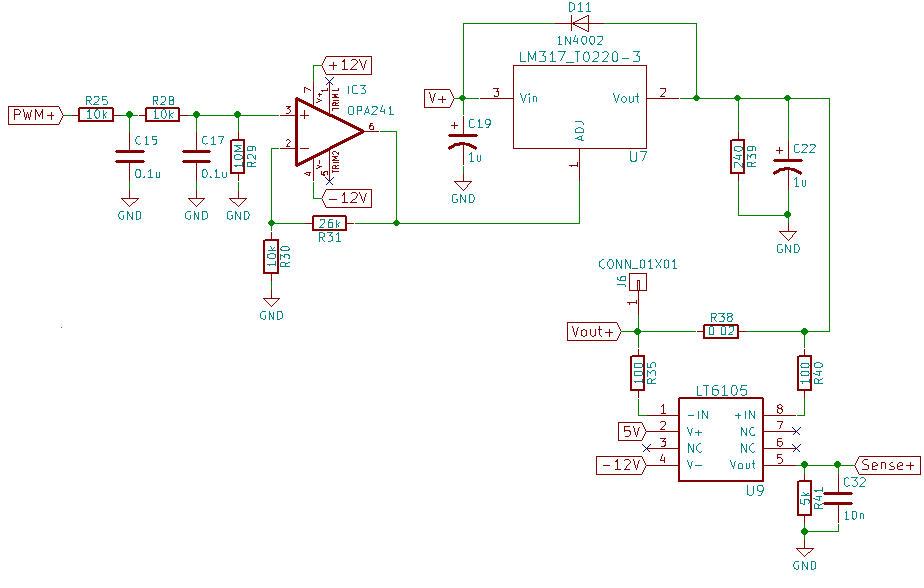 D11
1N4002
LM317_TO220-3
+12V
IC3
OPA241
7
V+
1
TRIM1
V+
3
Vin
Vout
2
ADJ
1
U7
R25
10k
R28
10k
PWM+
3
+
2
-
6
4
V-
5
TRIM2
-12V
C15
0.1u
C17
0.1u
10M
R29
C19
+
1u
240
R39
C22
+
1u
GND
GND
GND
GND
GND
26k
R31
10k
R30
GND
CONN_01X01
J6
1
Vout+
R38
0.02
100
R35
100
R40
LT6105
1
-IN
+IN
8
5V
2
V+
NC
7
3
NC
NC
6
-12V
4
V-
Vout
5
Sense+
U9
5k
R41
C32
10n
GND